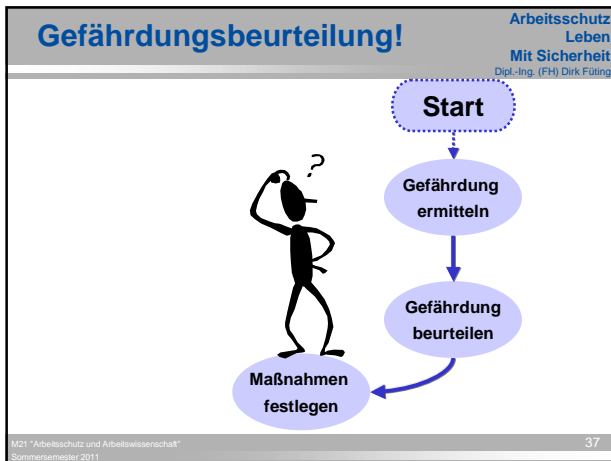 Gefährdungsbeurteilung!
Arbeitsschutz
Leben
Mit Sicherheit
Dipl.-Ing. (FH) Dirk Füting
Start
?
Gefährdung
ermitteln
Gefährdung
beurteilen
Maßnahmen
festlegen
M21 "Arbeitsschutz und Arbeitswissenschaft"
Sommersemester 2011
37